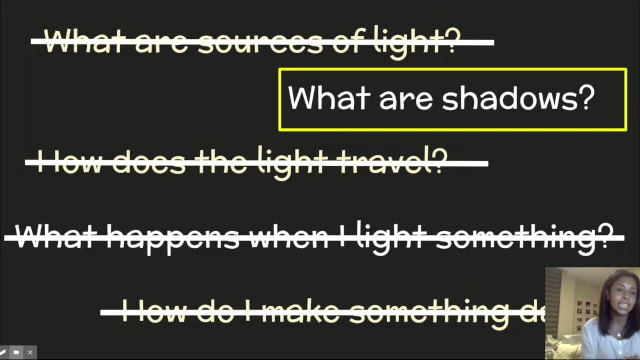 What are sources of light?
What are shadows?
How does the light travel?
What happens when I light something?
How do I make something